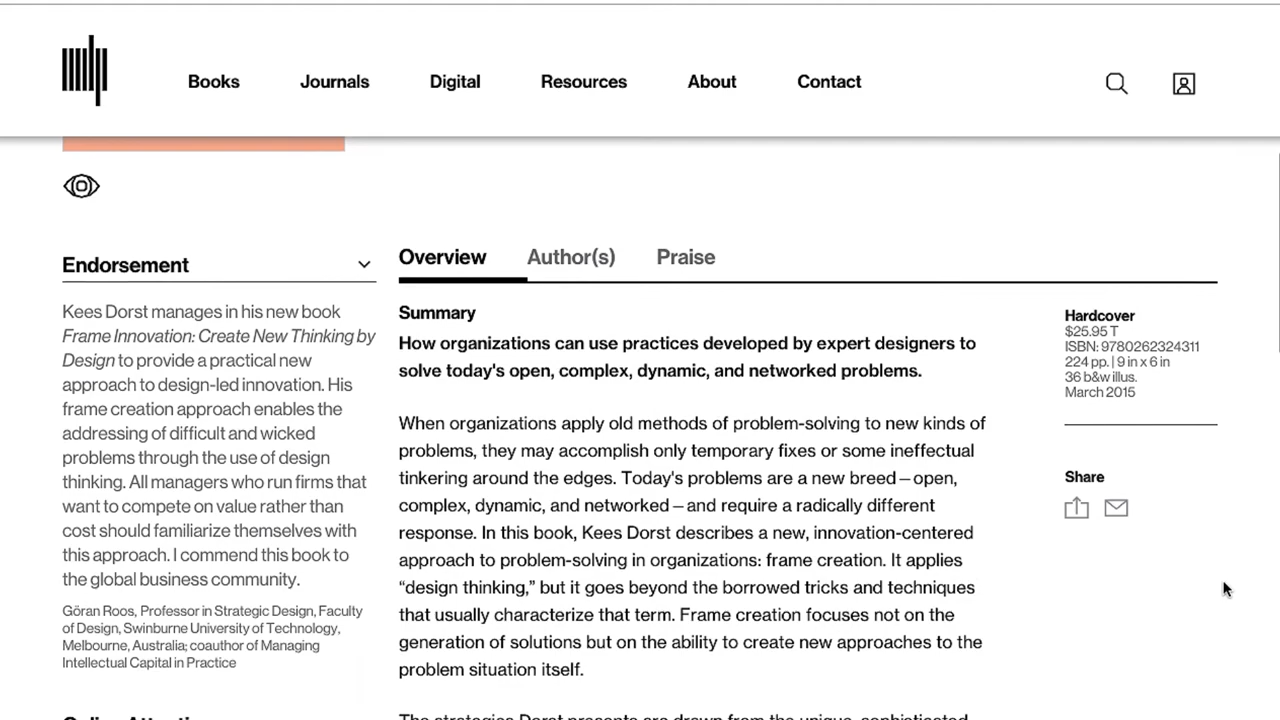 Books Journals Digital Resources About Contact
Endorsement
Kees Dorst manages in his new book
Frame Innovation: Create New Thinking by
Design to provide a practical new
approach to design-led innovation. His
frame creation approach enables the
addressing of difficult and wicked
problems through the use of design
thinking. All managers who run firms that
want to compete on value rather than
cost should familiarize themselves with
this approach. I commend this book to
the global business community.
Göran Roos, Professor in Strategic Design, Faculty
of Design, Swinburne University of Technology,
Melbourne, Australia; coauthor of Managing
Intellectual Capital in Practice
Overview Author(s) Praise
Summary
How organizations can use practices developed by expert designers to
solve today's open, complex, dynamic, and networked problems.
When organizations apply old methods of problem-solving to new kinds of
problems, they may accomplish only temporary fixes or some ineffectual
tinkering around the edges. Today's problems are a new breed—open,
complex, dynamic, and networked—and require a radically different
response. In this book, Kees Dorst describes a new, innovation-centered
approach to problem-solving in organizations: frame creation. It applies
“design thinking,” but it goes beyond the borrowed tricks and techniques
that usually characterize that term. Frame creation focuses not on the
generation of solutions but on the ability to create new approaches to the
problem situation itself.
The strategies Dorst presents are drawn from the unique, sophisticated,
Hardcover
$25.95 T
ISBN: 9780262324311
224 pp. | 9 in x 6 in
36 b&w illus.
March 2015
Share